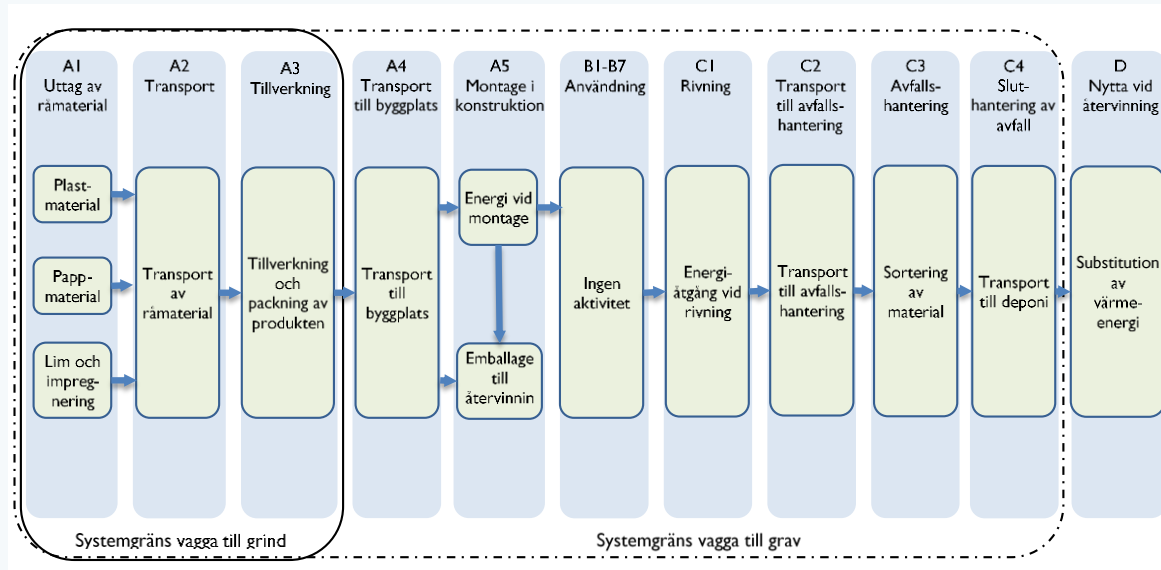 A1
Uttag av
råmaterial
A2
Transport
A3
Tillverkning
A4
Transport
till byggplats
A5
Montage i
konstruktion
B1-B7
Användning
C1
Rivning
C2
Transport
till avfalls-
hantering
C3
Avfalls-
hantering
C4
Slut-
hantering av
avfall
D
Nytta vid
återvinning
Plast-
material
Papp-
material
Lim och
impreg-
nering
Transport
av
råmaterial
Tillverkning
och
packning av
produkten
Transport
till
byggplats
Energi vid
montage
Emballage
till
återvinnin
Ingen
aktivitet
Energi-
åtgång vid
rivning
Transport
till avfalls-
hantering
Sortering
av
material
Transport
till deponi
Substitution
av
värme-
energi
Systemgräns vagga till grind
Systemgräns vagga till grav